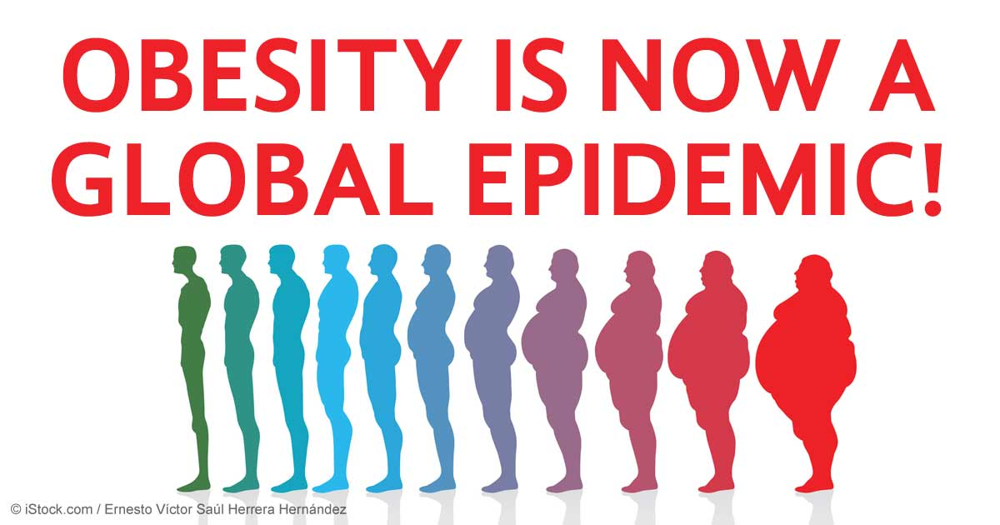 OBESITY IS NOW A
GLOBAL EPIDEMIC!
© iStock.com / Ernesto Víctor Saúl Herrera Hernández